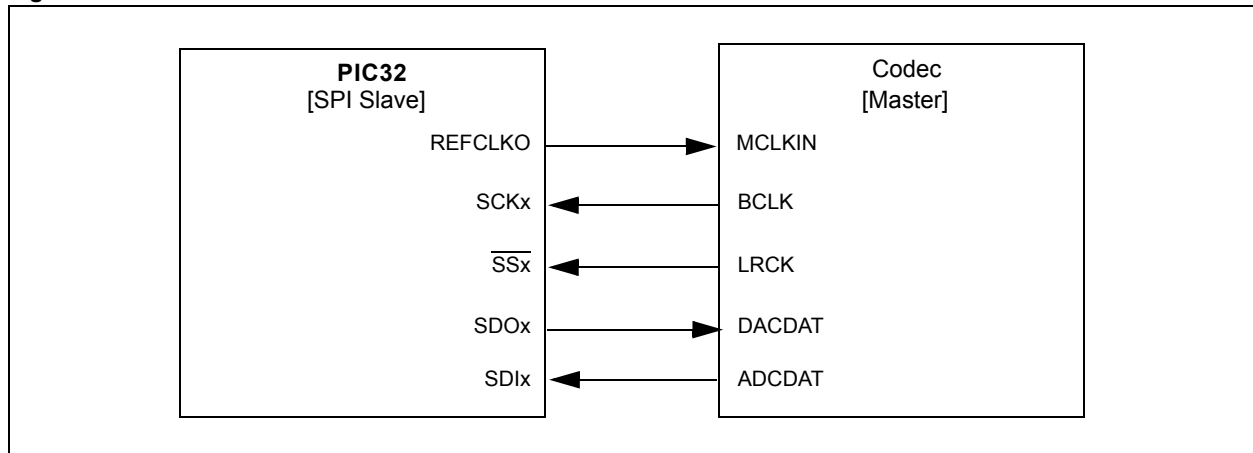 PIC32
[SPI Slave]
Codec
[Master]
REFCLKO
MCLKIN
SCKx
BCLK
SSx
LRCK
SDOx
DACDAT
SDIx
ADCDAT